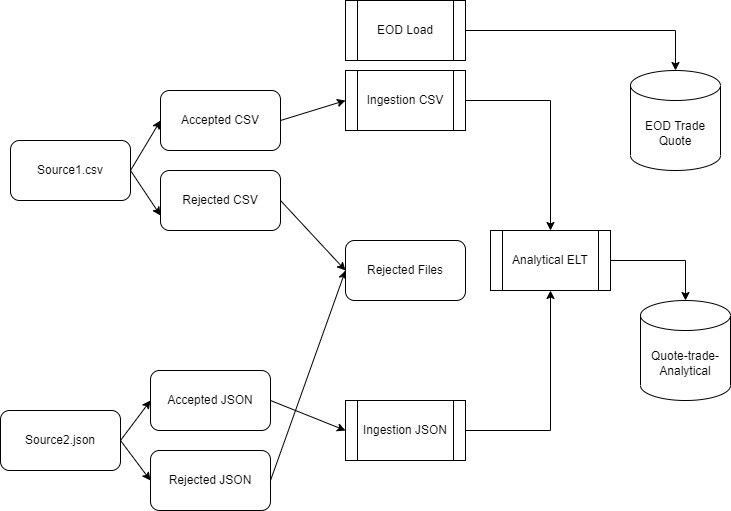 EOD Load
Ingestion CSV
Accepted CSV
EOD Trade
Quote
Source1.csv
Rejected CSV
Rejected Files
Analytical ELT
Quote-trade-
Analytical
Accepted JSON
Ingestion JSON
Source2.json
Rejected JSON